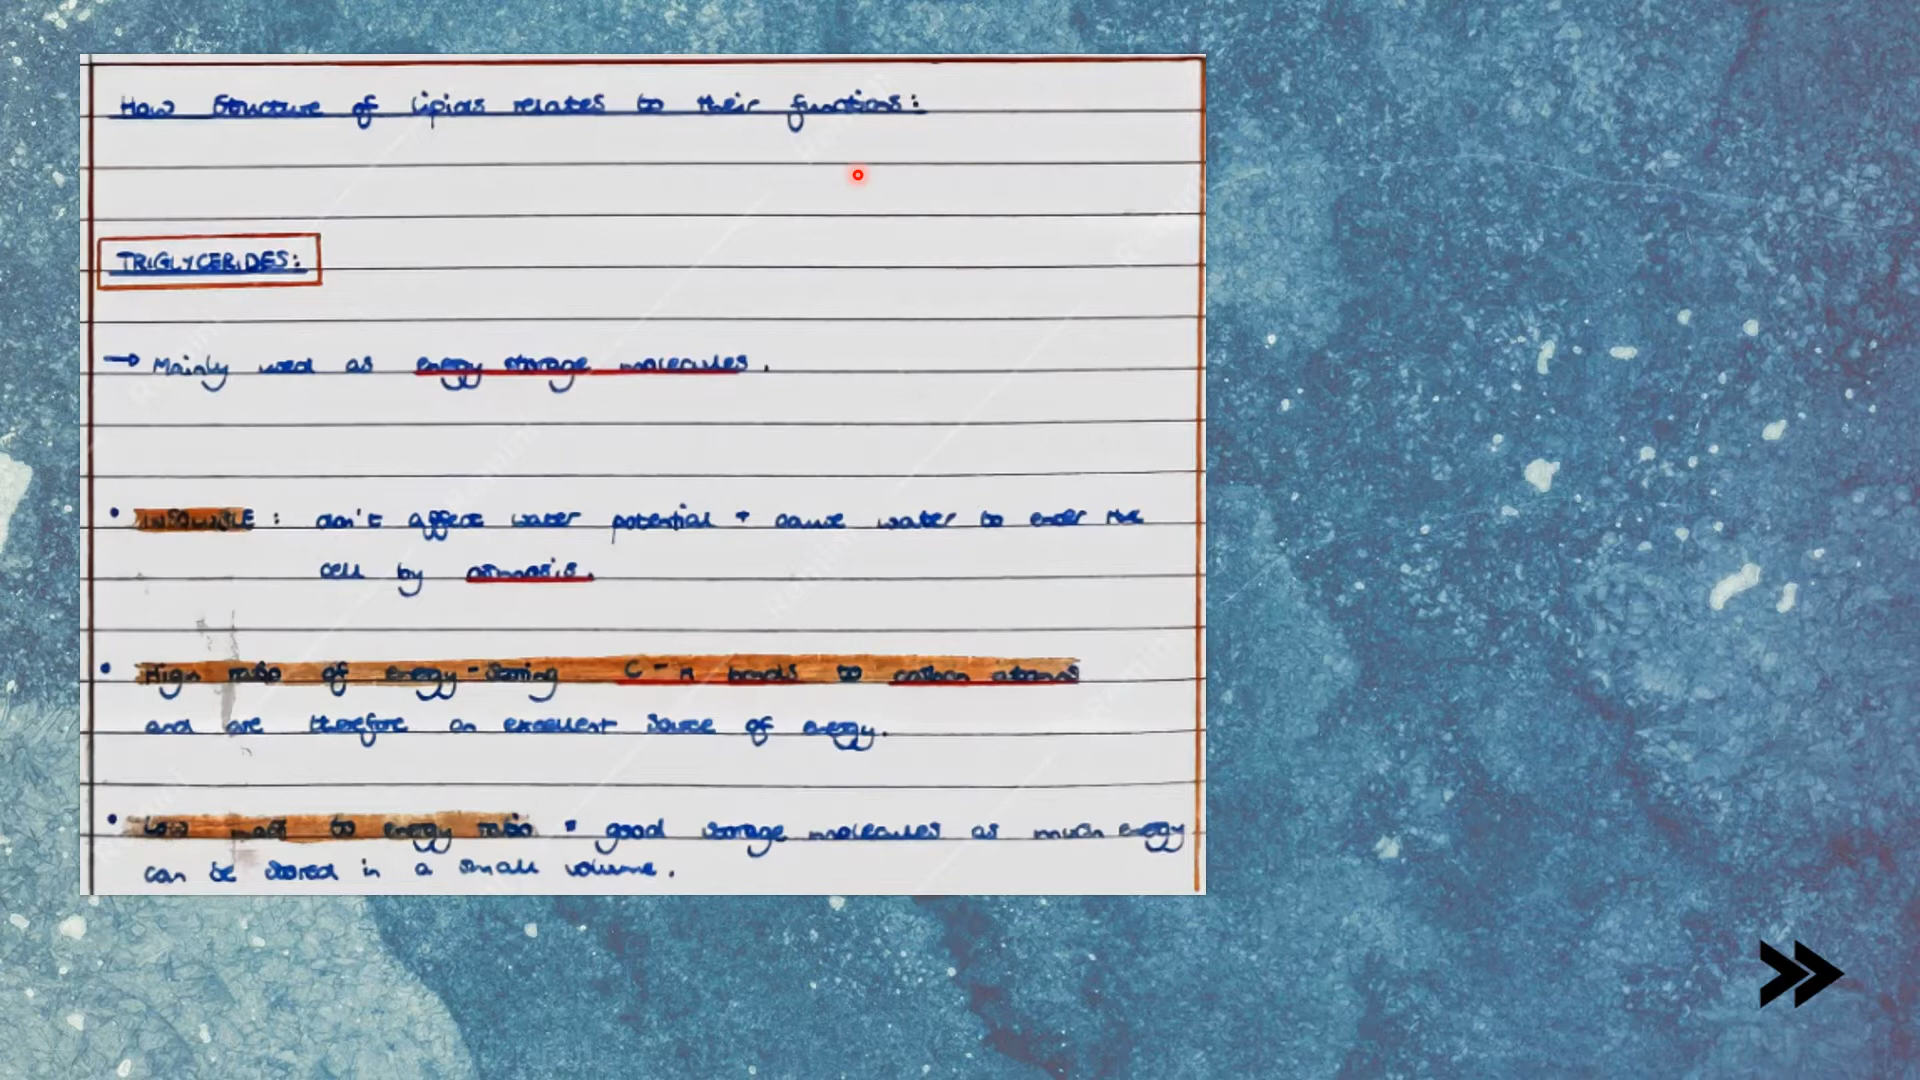 How Structure of lipids relates to their functions:
TRIGLYCERIDES:
→ Mainly used as energy storage molecules.
• INSOLUBLE : don't affect water potential + cause water to enter the
cell by osmosis.
• High ratio of energy-storing C-H bonds to carbon atoms
and are therefore an excellent source of energy.
• Low mass to energy ratio = good storage molecules as much energy
can be stored in a small volume.
Remini